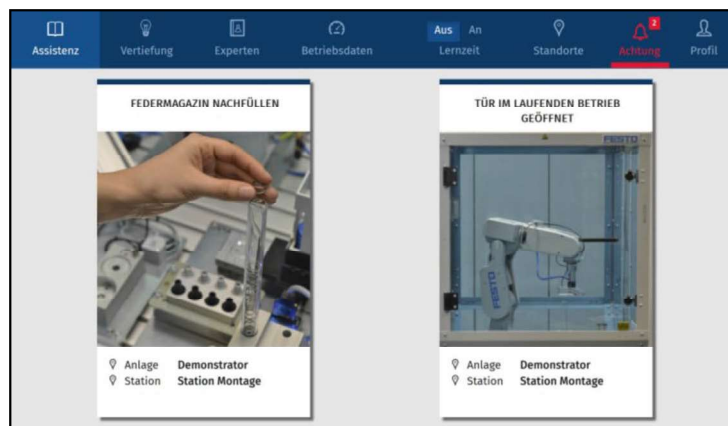 Assistenz
Vertiefung
Experten
Betriebsdaten
Aus An
Lernzeit
Standorte
2
Achtung
Profil
FEDERMAGAZIN NACHFÜLLEN
Anlage Demonstrator
Station Station Montage
TÜR IM LAUFENDEN BETRIEB
GEÖFFNET
FESTO
FESTO
Anlage Demonstrator
Station Station Montage